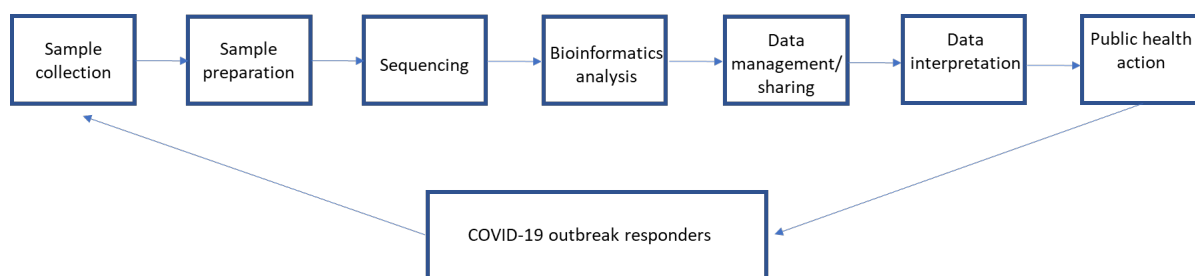 Sample
collection
Sample
preparation
Sequencing
Bioinformatics
analysis
Data
management/
sharing
Data
interpretation
Public health
action
COVID-19 outbreak responders